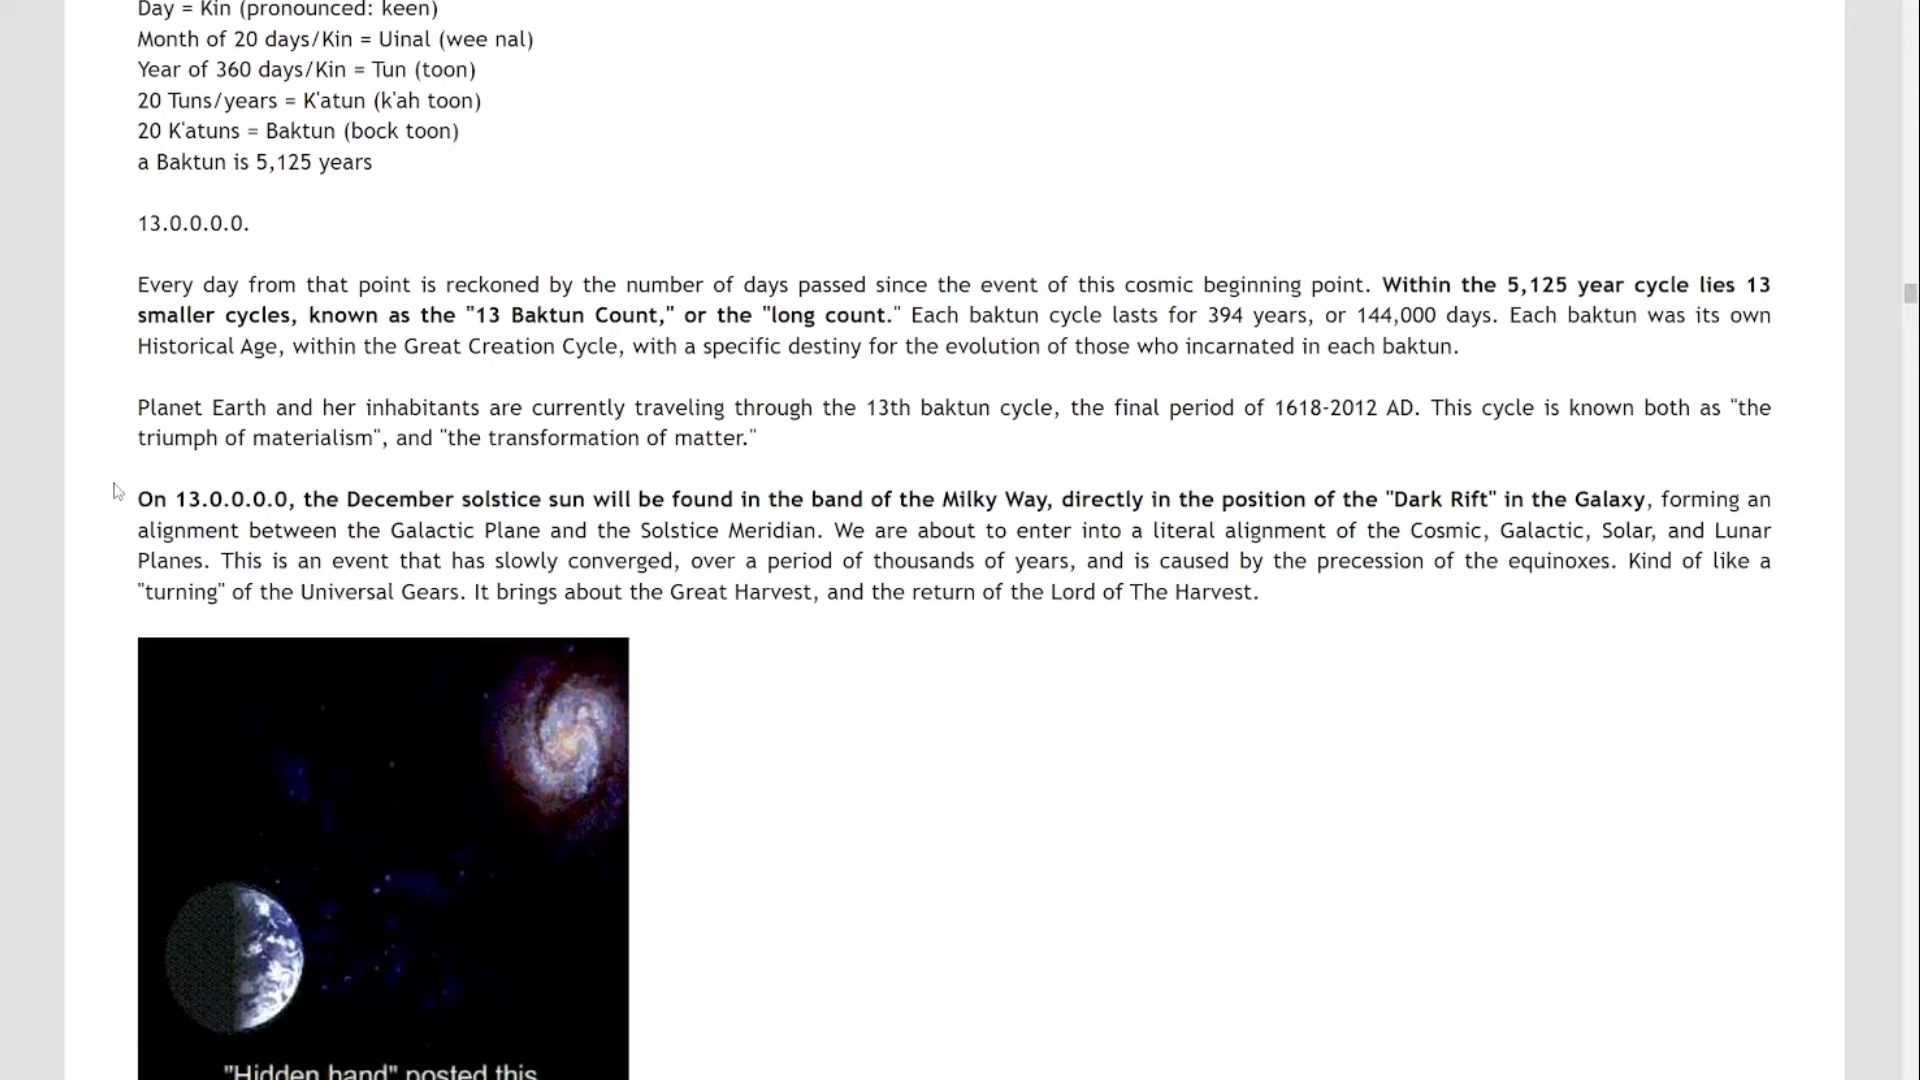 Day = Kin (pronounced: keen)
Month of 20 days/Kin = Uinal (wee nal)
Year of 360 days/Kin = Tun (toon)
20 Tuns/years = K'atun (k'ah toon)
20 K'atuns = Baktun (bock toon)
a Baktun is 5,125 years
13.0.0.0.0.
Every day from that point is reckoned by the number of days passed since the event of this cosmic beginning point. Within the 5,125 year cycle lies 13
smaller cycles, known as the "13 Baktun Count," or the "long count." Each baktun cycle lasts for 394 years, or 144,000 days. Each baktun was its own
Historical Age, within the Great Creation Cycle, with a specific destiny for the evolution of those who incarnated in each baktun.
Planet Earth and her inhabitants are currently traveling through the 13th baktun cycle, the final period of 1618-2012 AD. This cycle is known both as "the
triumph of materialism", and "the transformation of matter."
On 13.0.0.0.0, the December solstice sun will be found in the band of the Milky Way, directly in the position of the "Dark Rift" in the Galaxy, forming an
alignment between the Galactic Plane and the Solstice Meridian. We are about to enter into a literal alignment of the Cosmic, Galactic, Solar, and Lunar
Planes. This is an event that has slowly converged, over a period of thousands of years, and is caused by the precession of the equinoxes. Kind of like a
"turning" of the Universal Gears. It brings about the Great Harvest, and the return of the Lord of The Harvest.
"Hidden hand" posted this